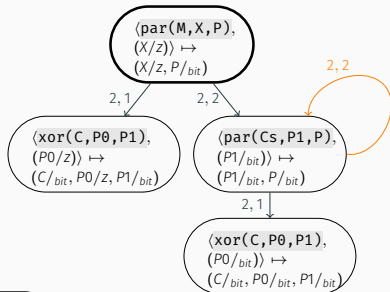 ⟨par(M,X,P),
(X/z)⟩ ↦
(X/z, P/bit)
2, 1
2, 2
2, 2
⟨xor(C,P0,P1),
(P0/z)⟩ ↦
(C/bit, P0/z, P1/bit)
⟨par(Cs,P1,P),
(P1/bit)⟩ ↦
(P1/bit, P/bit)
2, 1
⟨xor(C,P0,P1),
(P0/bit)⟩ ↦
(C/bit, P0/bit, P1/bit)